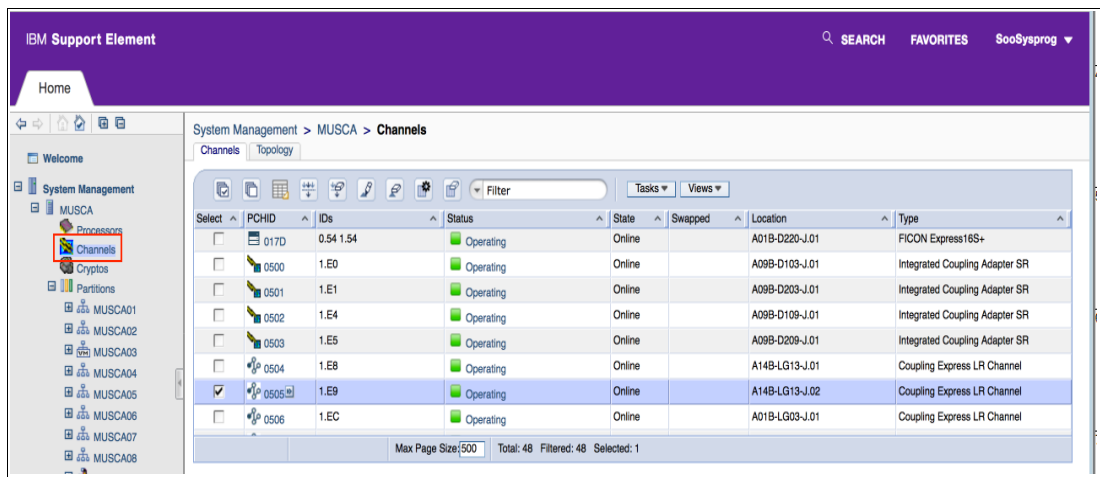 IBM Support Element
SEARCH FAVORITES SooSysprog
Home
System Management > MUSCA > Channels
Channels Topology
Welcome
System Management
MUSCA
Processors
Channels
Cryptos
Partitions
MUSCA01
MUSCA02
MUSCA03
MUSCA04
MUSCA05
MUSCA06
MUSCA07
MUSCA08
Filter Tasks Views
Select PCHID IDs Status State Swapped Location Type
017D 0.54 1.54 Operating Online A01B-D220-J.01 FICON Express16S+
0500 1.E0 Operating Online A09B-D103-J.01 Integrated Coupling Adapter SR
0501 1.E1 Operating Online A09B-D203-J.01 Integrated Coupling Adapter SR
0502 1.E4 Operating Online A09B-D109-J.01 Integrated Coupling Adapter SR
0503 1.E5 Operating Online A09B-D209-J.01 Integrated Coupling Adapter SR
0504 1.E8 Operating Online A14B-LG13-J.01 Coupling Express LR Channel
0505 1.E9 Operating Online A14B-LG13-J.02 Coupling Express LR Channel
0506 1.EC Operating Online A01B-LG03-J.01 Coupling Express LR Channel
Max Page Size: 500 Total: 48 Filtered: 48 Selected: 1